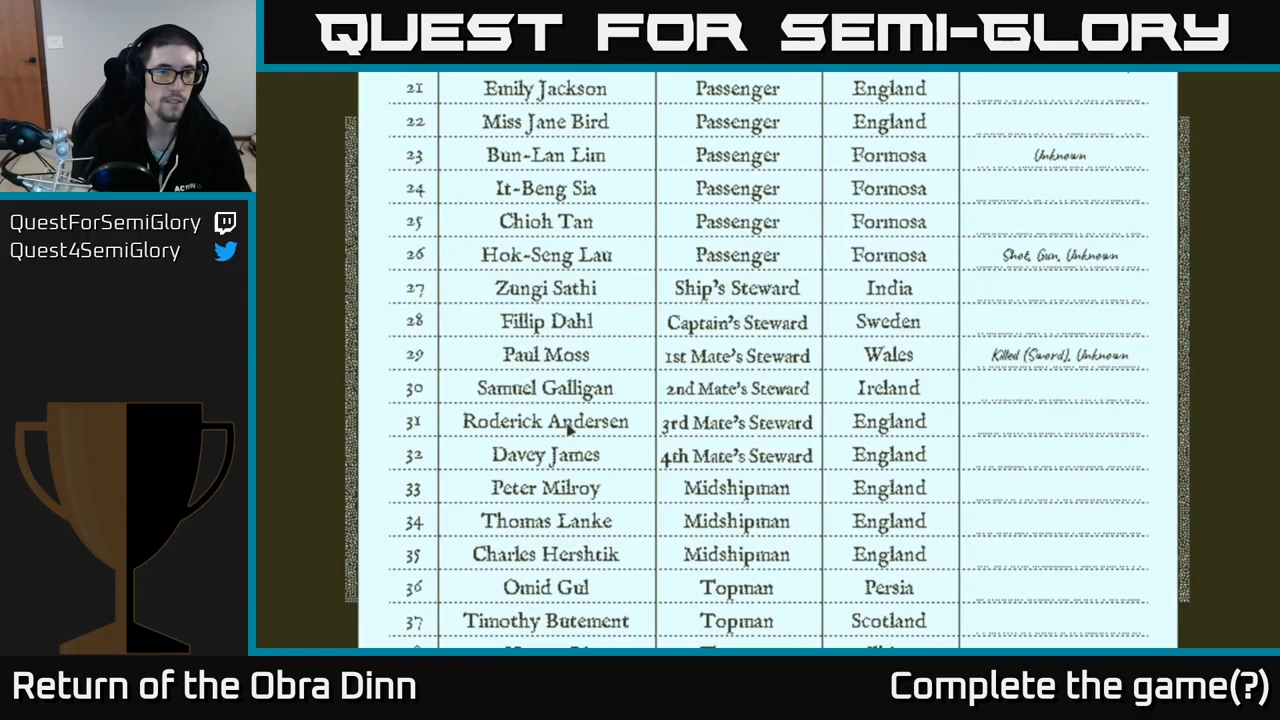 QUEST FOR SEMI-GLORY
QuestForSemiGlory
Quest4SemiGlory
21 Emily Jackson Passenger England
22 Miss Jane Bird Passenger England
23 Bun-Lan Lim Passenger Formosa Unknown
24 It-Beng Sia Passenger Formosa
25 Chioh Tan Passenger Formosa
26 Hok-Seng Lau Passenger Formosa Shot, Gun, Unknown
27 Zungi Sathi Ship's Steward India
28 Fillip Dahl Captain's Steward Sweden
29 Paul Moss 1st Mate's Steward Wales Killed (Sword), Unknown
30 Samuel Galligan 2nd Mate's Steward Ireland
31 Roderick Andersen 3rd Mate's Steward England
32 Davey James 4th Mate's Steward England
33 Peter Milroy Midshipman England
34 Thomas Lanke Midshipman England
35 Charles Hershtik Midshipman England
36 Omid Gul Topman Persia
37 Timothy Butement Topman Scotland
Return of the Obra Dinn
Complete the game(?)